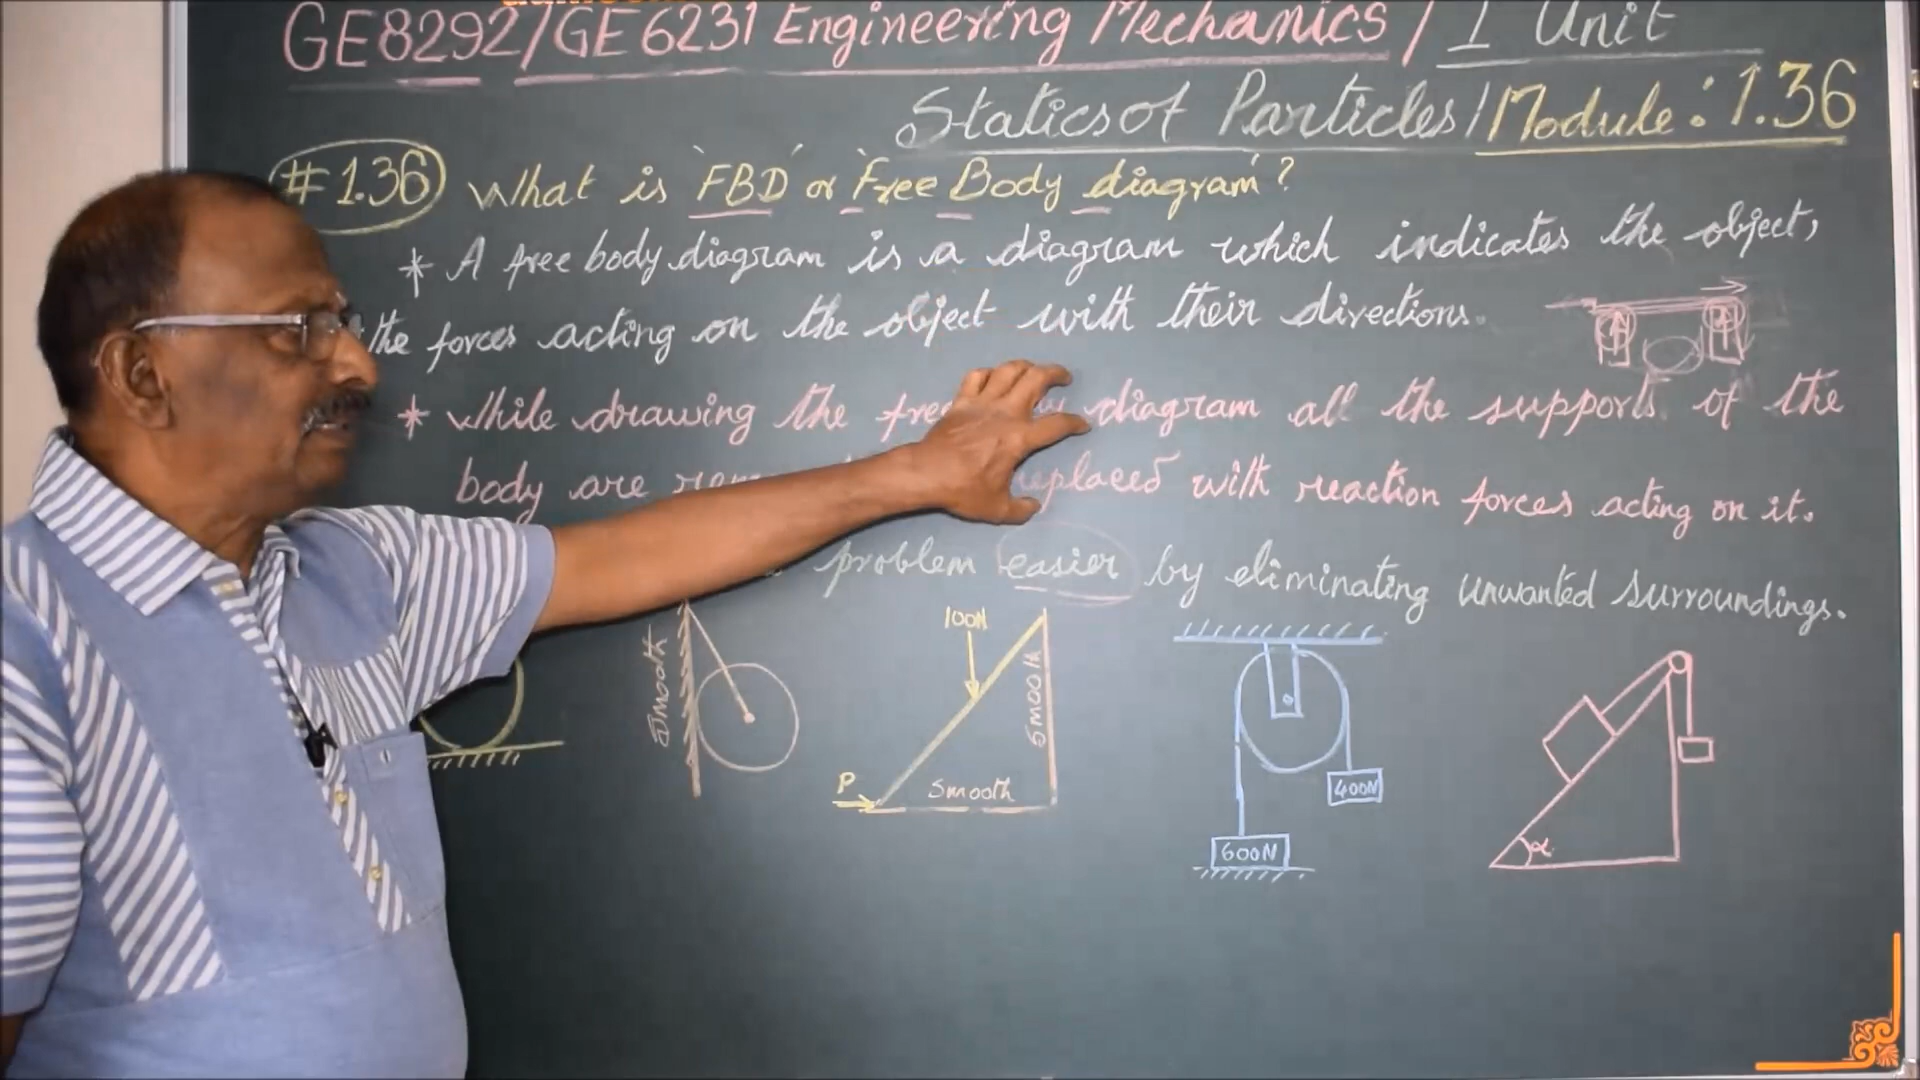 GE8292/GE6231 Engineering Mechanics / I Unit
Statics of Particles / Module: 1.36
#1.36 What is 'FBD' or 'Free Body diagram'?
* A free body diagram is a diagram which indicates the object,
the forces acting on the object with their directions.
* While drawing the diagram all the supports of the
body are replaced with reaction forces acting on it.
problem easier by eliminating unwanted surroundings.
Smooth
100N
Smooth
P
Smooth
400N
600N
α